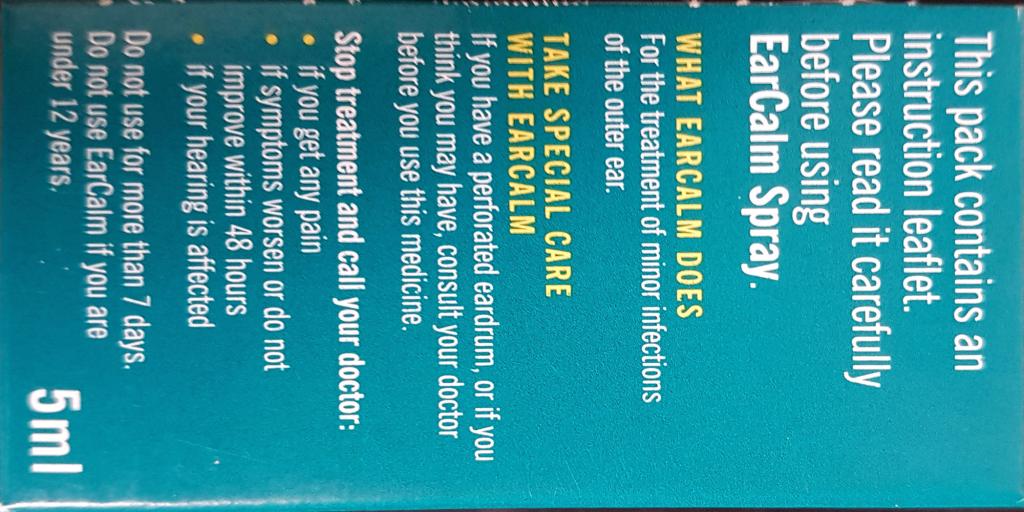 This pack contains an
instruction leaflet.
Please read it carefully
before using
EarCalm Spray.
WHAT EARCALM DOES
For the treatment of minor infections
of the outer ear.
TAKE SPECIAL CARE
WITH EARCALM
If you have a perforated eardrum, or if you
think you may have, consult your doctor
before you use this medicine.
Stop treatment and call your doctor:
• if you get any pain
• if symptoms worsen or do not
improve within 48 hours
• if your hearing is affected
Do not use for more than 7 days.
Do not use EarCalm if you are
under 12 years.
5ml